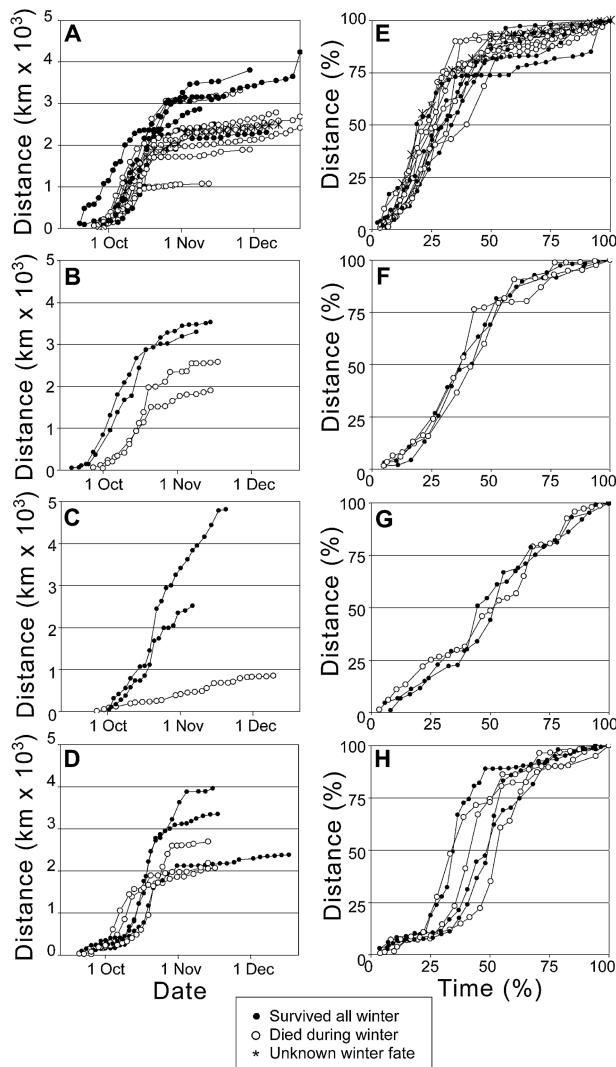 A
Distance (km x 10³)
5
4
3
2
1
0
1 Oct
1 Nov
1 Dec
E
Distance (%)
100
75
50
25
0
0
25
50
75
100
B
Distance (km x 10³)
5
4
3
2
1
0
1 Oct
1 Nov
1 Dec
F
Distance (%)
100
75
50
25
0
0
25
50
75
100
C
Distance (km x 10³)
5
4
3
2
1
0
1 Oct
1 Nov
1 Dec
G
Distance (%)
100
75
50
25
0
0
25
50
75
100
D
Distance (km x 10³)
5
4
3
2
1
0
1 Oct
1 Nov
1 Dec
Date
H
Distance (%)
100
75
50
25
0
0
25
50
75
100
Time (%)
• Survived all winter
○ Died during winter
* Unknown winter fate